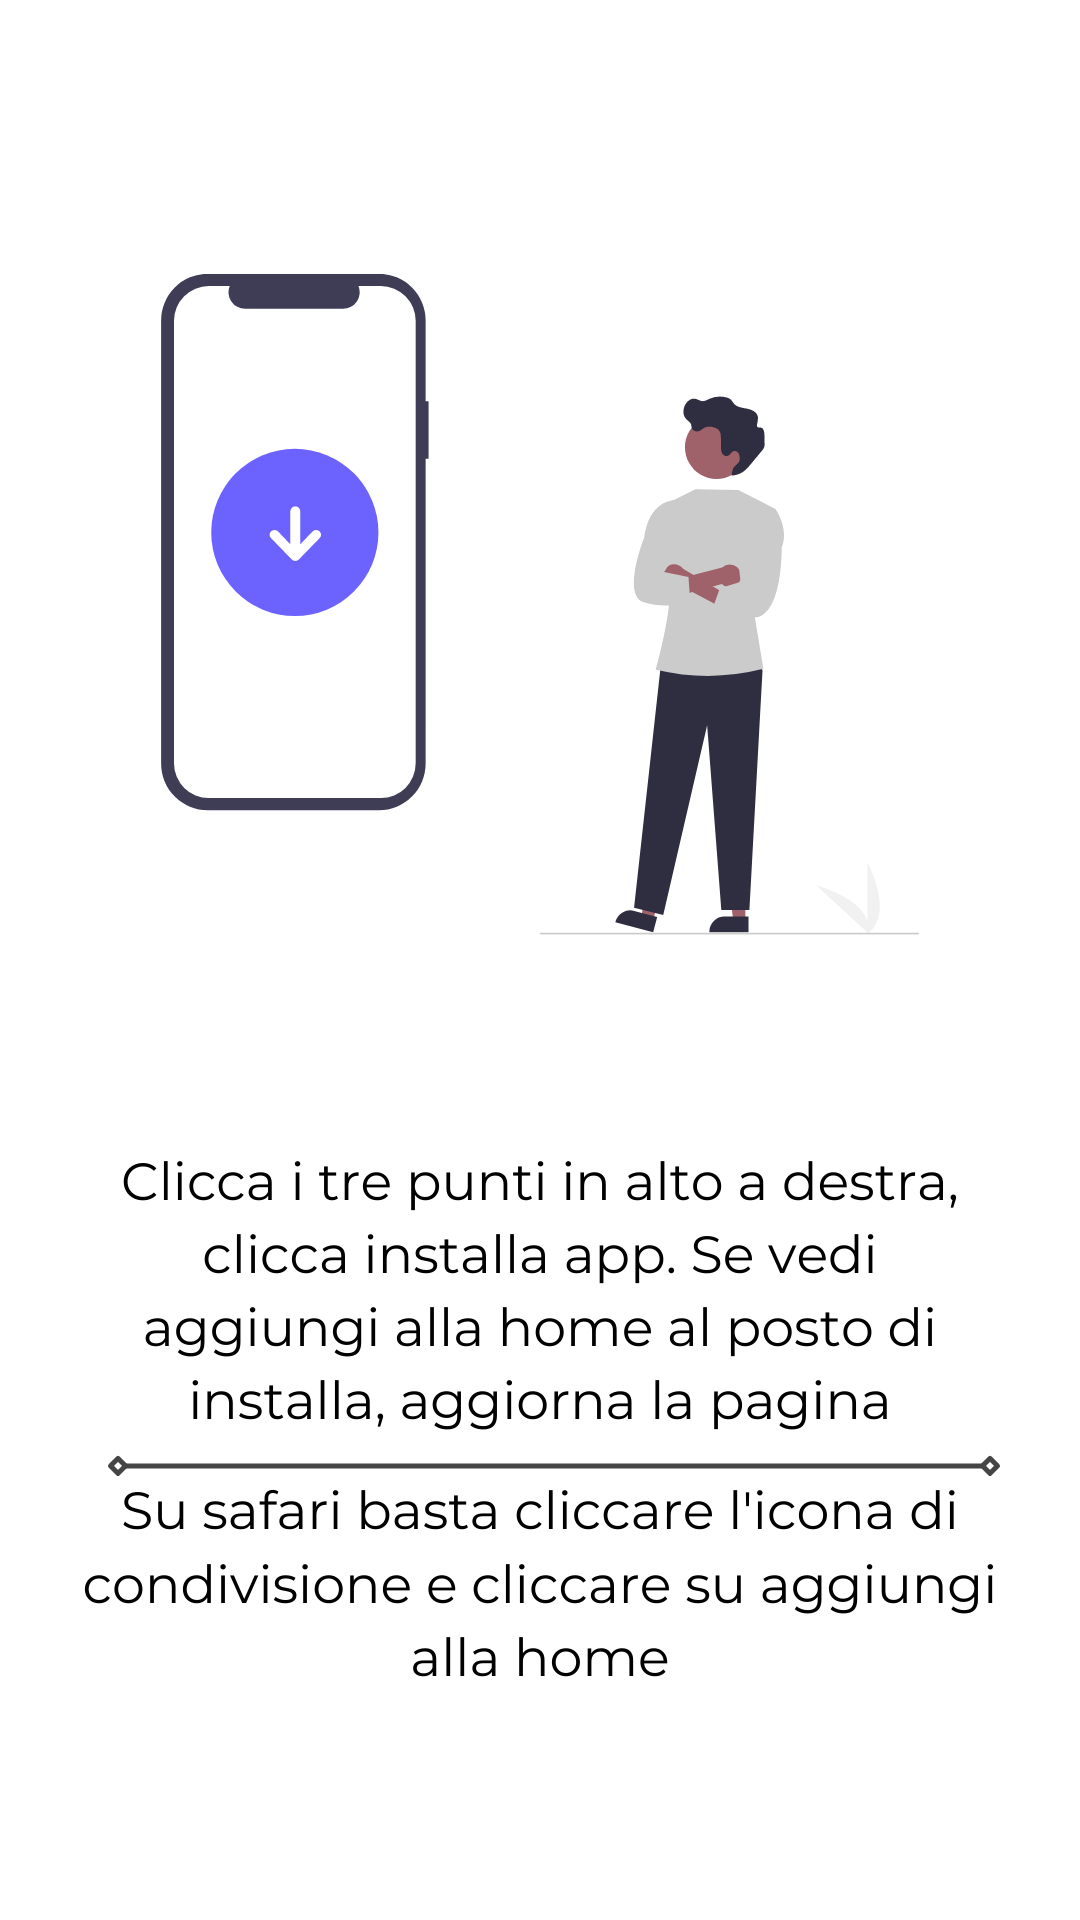 Clicca i tre punti in alto a destra,
clicca installa app. Se vedi
aggiungi alla home al posto di
installa, aggiorna la pagina
Su safari basta cliccare l'icona di
condivisione e cliccare su aggiungi
alla home